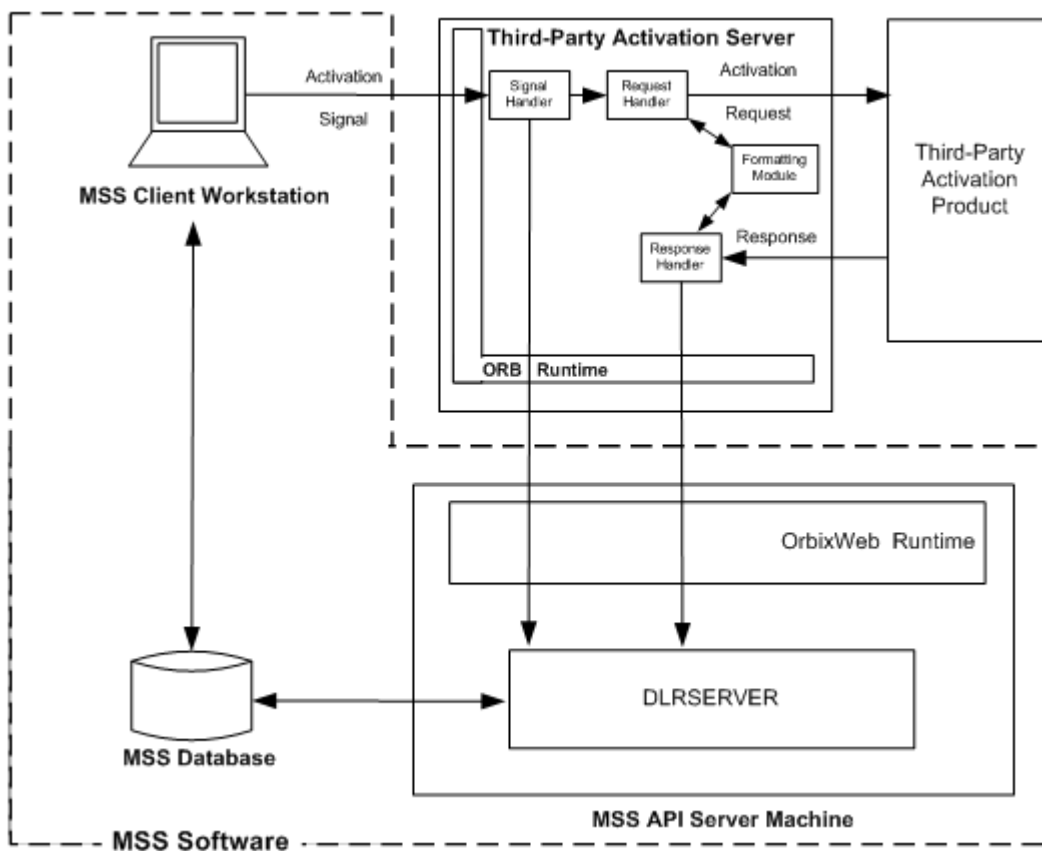 Third-Party Activation Server
Activation
Signal
Signal
Handler
Request
Handler
Activation
Request
Formatting
Module
Third-Party
Activation
Product
MSS Client Workstation
Response
Handler
Response
ORB Runtime
OrbixWeb Runtime
DLRSERVER
MSS Database
MSS API Server Machine
MSS Software